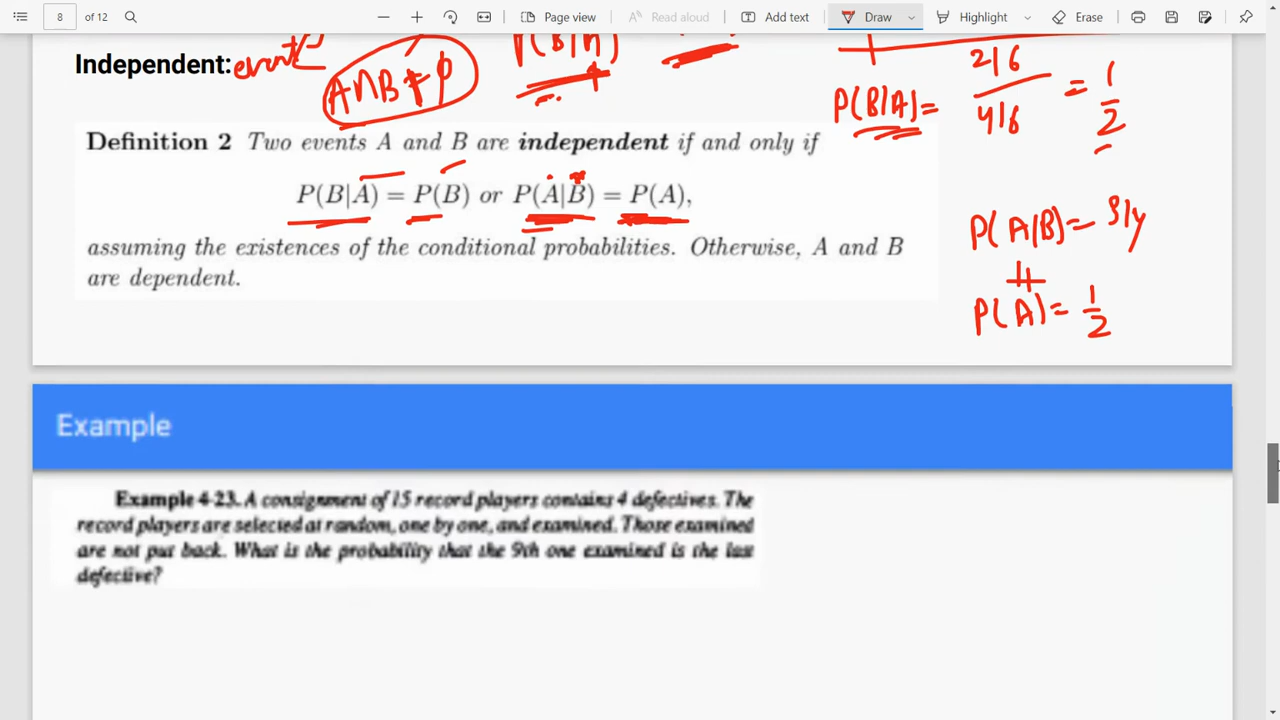 8 of 12 Page view Read aloud Add text Draw Highlight Erase
Independent: event
A∩B ≠ φ
P(B|A)
P(B|A) = 2/6 / 4/6 = 1/2
Definition 2 Two events A and B are independent if and only if
P(B|A) = P(B) or P(A|B) = P(A),
assuming the existences of the conditional probabilities. Otherwise, A and B
are dependent.
P(A|B) = 3/4
≠
P(A) = 1/2
Example
Example 4·23. A consignment of 15 record players contains 4 defectives. The
record players are selected at random, one by one, and examined. Those examined
are not put back. What is the probability that the 9th one examined is the last
defective?